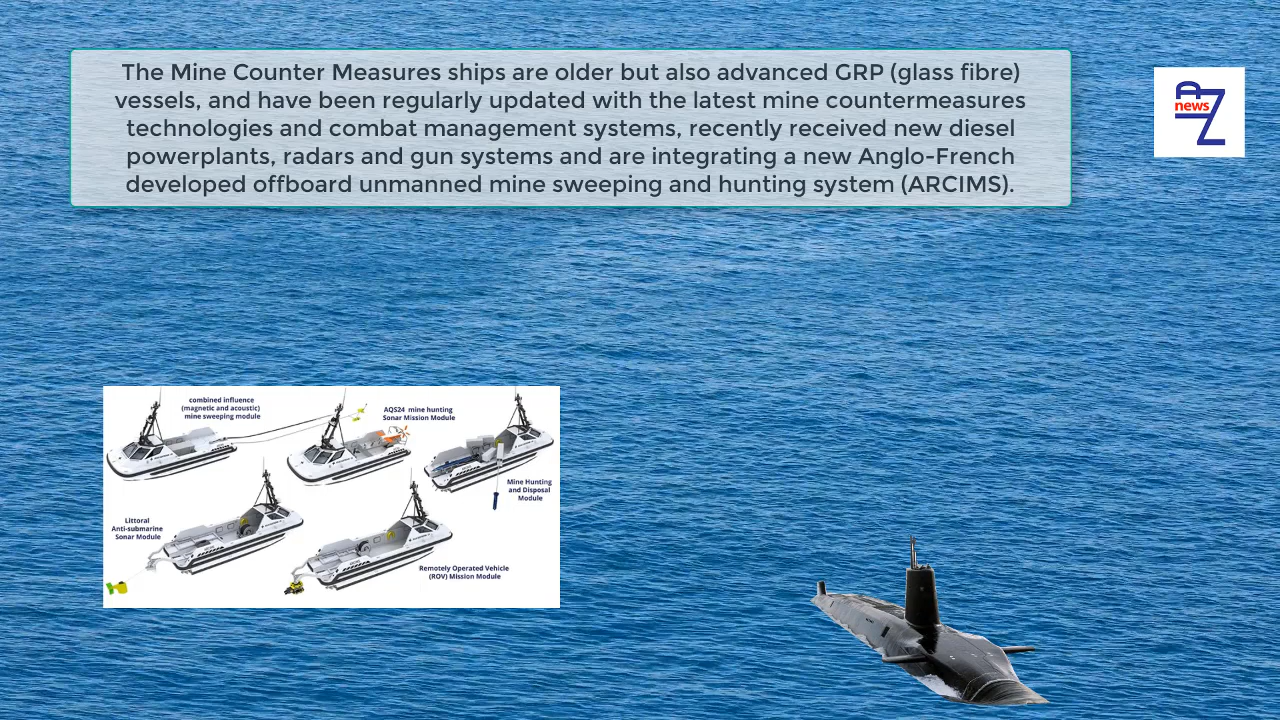 The Mine Counter Measures ships are older but also advanced GRP (glass fibre)
vessels, and have been regularly updated with the latest mine countermeasures
technologies and combat management systems, recently received new diesel
powerplants, radars and gun systems and are integrating a new Anglo-French
developed offboard unmanned mine sweeping and hunting system (ARCIMS).
AZ
news
combined influence
(magnetic and acoustic)
mine sweeping module
AQS24 mine hunting
Sonar Mission Module
Mine Hunting
and Disposal
Module
Littoral
Anti-submarine
Sonar Module
Remotely Operated Vehicle
(ROV) Mission Module